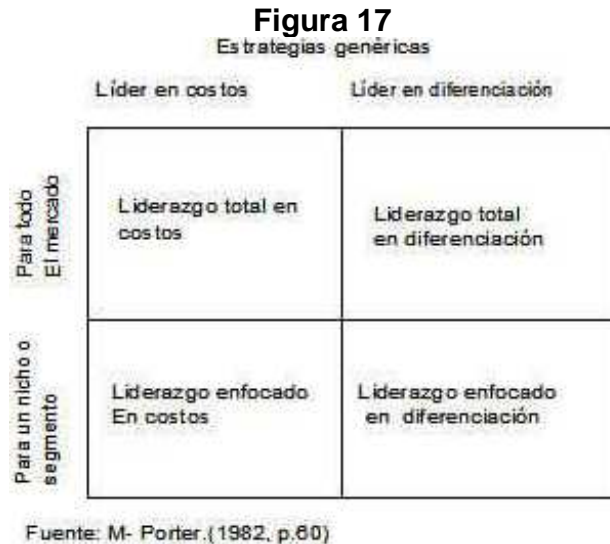 Figura 17
Estrategias genéricas
Líder en costos
Líder en diferenciación
Para todo
El mercado
Liderazgo total en
costos
Liderazgo total
en diferenciación
Para un nicho o
segmento
Liderazgo enfocado
En costos
Liderazgo enfocado
en diferenciación
Fuente: M- Porter.(1982, p.60)